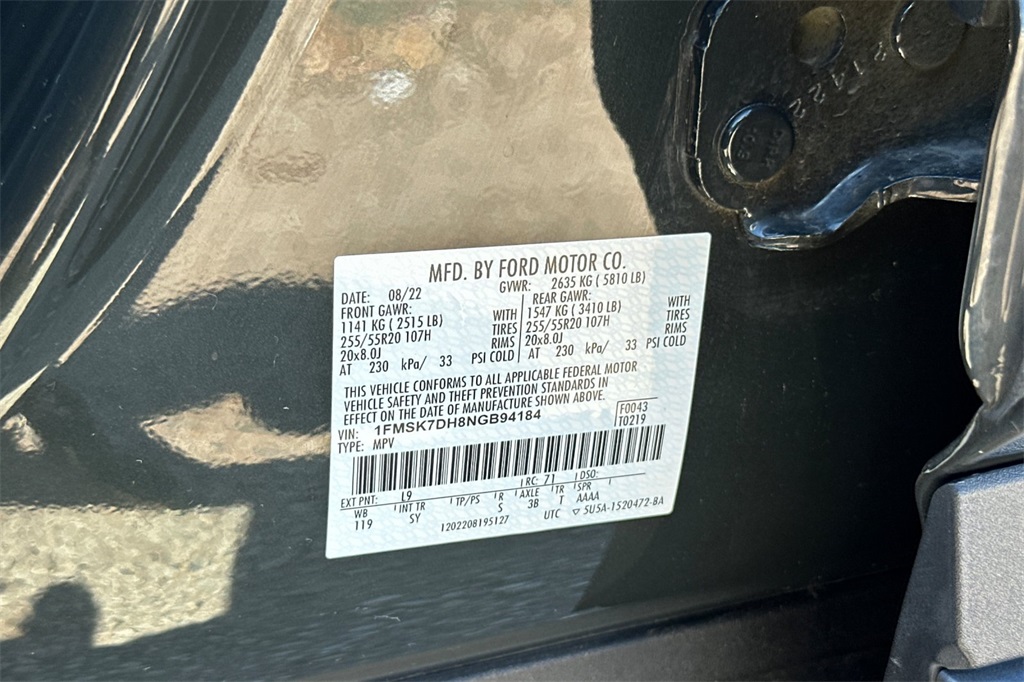 P1422
MFD. BY FORD MOTOR CO.
DATE: 08/22 GVWR: 2635 KG ( 5810 LB)
FRONT GAWR: REAR GAWR:
1141 KG ( 2515 LB) WITH 1547 KG ( 3410 LB) WITH
255/55R20 107H TIRES 255/55R20 107H TIRES
20x8.0J RIMS 20x8.0J RIMS
AT 230 kPa/ 33 PSI COLD AT 230 kPa/ 33 PSI COLD
THIS VEHICLE CONFORMS TO ALL APPLICABLE FEDERAL MOTOR
VEHICLE SAFETY AND THEFT PREVENTION STANDARDS IN
EFFECT ON THE DATE OF MANUFACTURE SHOWN ABOVE.
VIN: 1FMSK7DH8NGB94184 F0043
TYPE: MPV T0219
EXT PNT: L9 RC: 71 DSO:
WB INT TR TP/PS R AXLE TR SPR
119 SY S 3B T AAAA
1202208195127 UTC ▽ 5U5A-1520472-BA